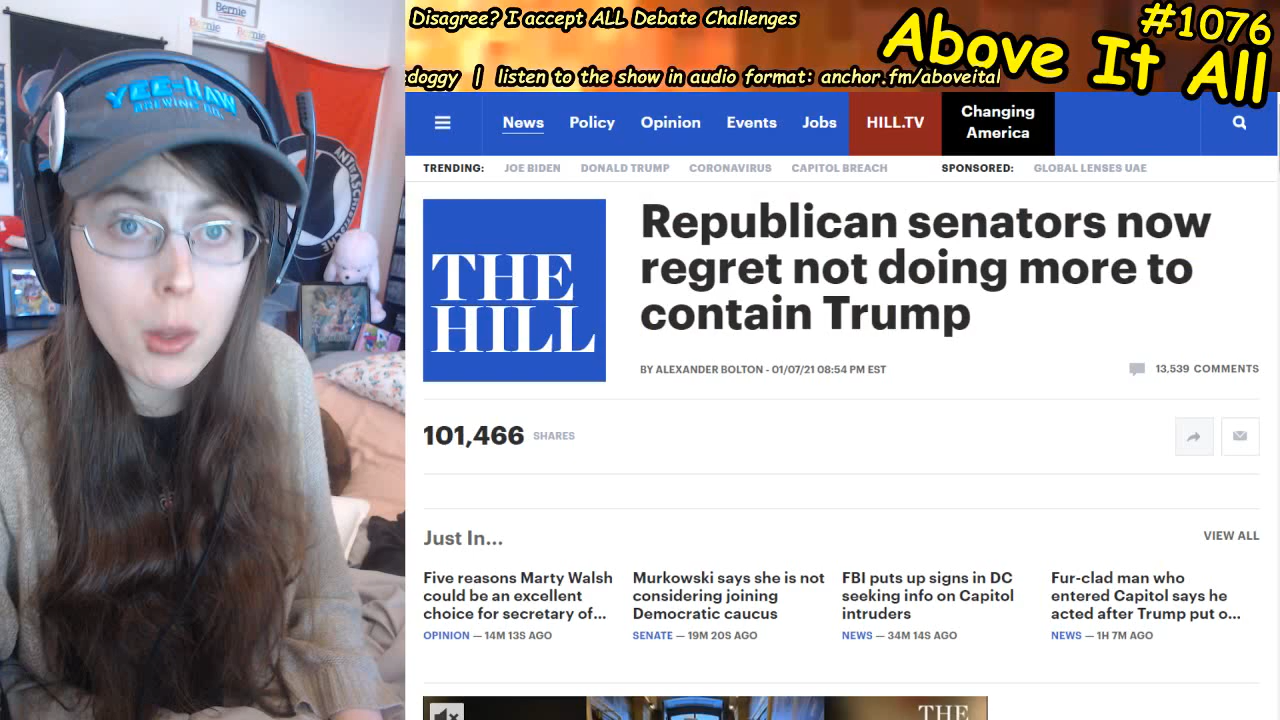 Bernie
Bernie
Bernie
YEE-HAW
BREWING CO.
ANTIFASCHISTISCHE
Disagree? I accept ALL Debate Challenges
doggy | listen to the show in audio format: anchor.fm/aboveital
#1076
Above It All
News Policy Opinion Events Jobs HILL.TV Changing
America
TRENDING: JOE BIDEN DONALD TRUMP CORONAVIRUS CAPITOL BREACH SPONSORED: GLOBAL LENSES UAE
THE
HILL
Republican senators now
regret not doing more to
contain Trump
BY ALEXANDER BOLTON - 01/07/21 08:54 PM EST
13,539 COMMENTS
101,466 SHARES
Just In...
VIEW ALL
Five reasons Marty Walsh
could be an excellent
choice for secretary of...
OPINION — 14M 13S AGO
Murkowski says she is not
considering joining
Democratic caucus
SENATE — 19M 20S AGO
FBI puts up signs in DC
seeking info on Capitol
intruders
NEWS — 34M 14S AGO
Fur-clad man who
entered Capitol says he
acted after Trump put o...
NEWS — 1H 7M AGO
THE